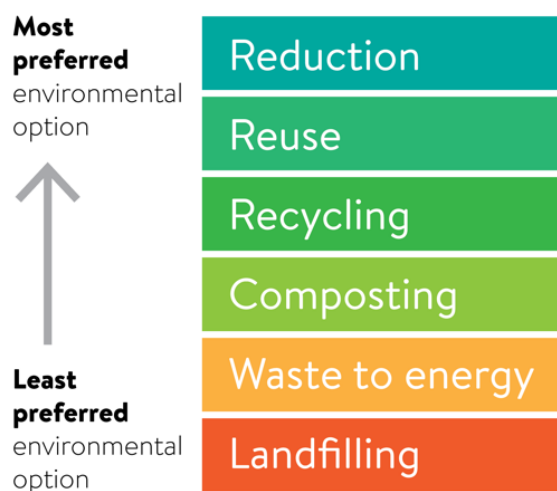 Most
preferred
environmental
option
Reduction
Reuse
Recycling
Composting
Waste to energy
Landfilling
Least
preferred
environmental
option